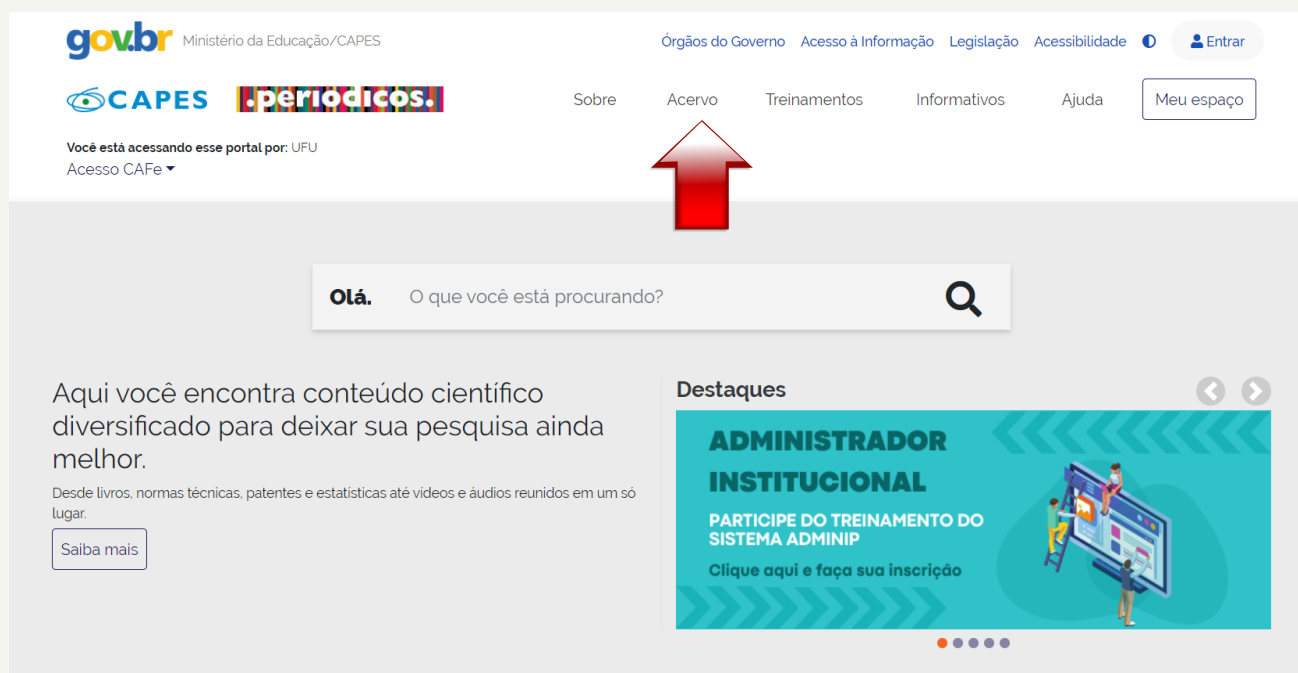 gov.br Ministério da Educação/CAPES
Órgãos do Governo Acesso à Informação Legislação Acessibilidade Entrar
CAPES .periodicos.
Sobre Acervo Treinamentos Informativos Ajuda Meu espaço
Você está acessando esse portal por: UFU
Acesso CAFe
Olá. O que você está procurando?
Aqui você encontra conteúdo científico
diversificado para deixar sua pesquisa ainda
melhor.
Desde livros, normas técnicas, patentes e estatísticas até vídeos e áudios reunidos em um só
lugar.
Saiba mais
Destaques
ADMINISTRADOR
INSTITUCIONAL
PARTICIPE DO TREINAMENTO DO
SISTEMA ADMINIP
Clique aqui e faça sua inscrição